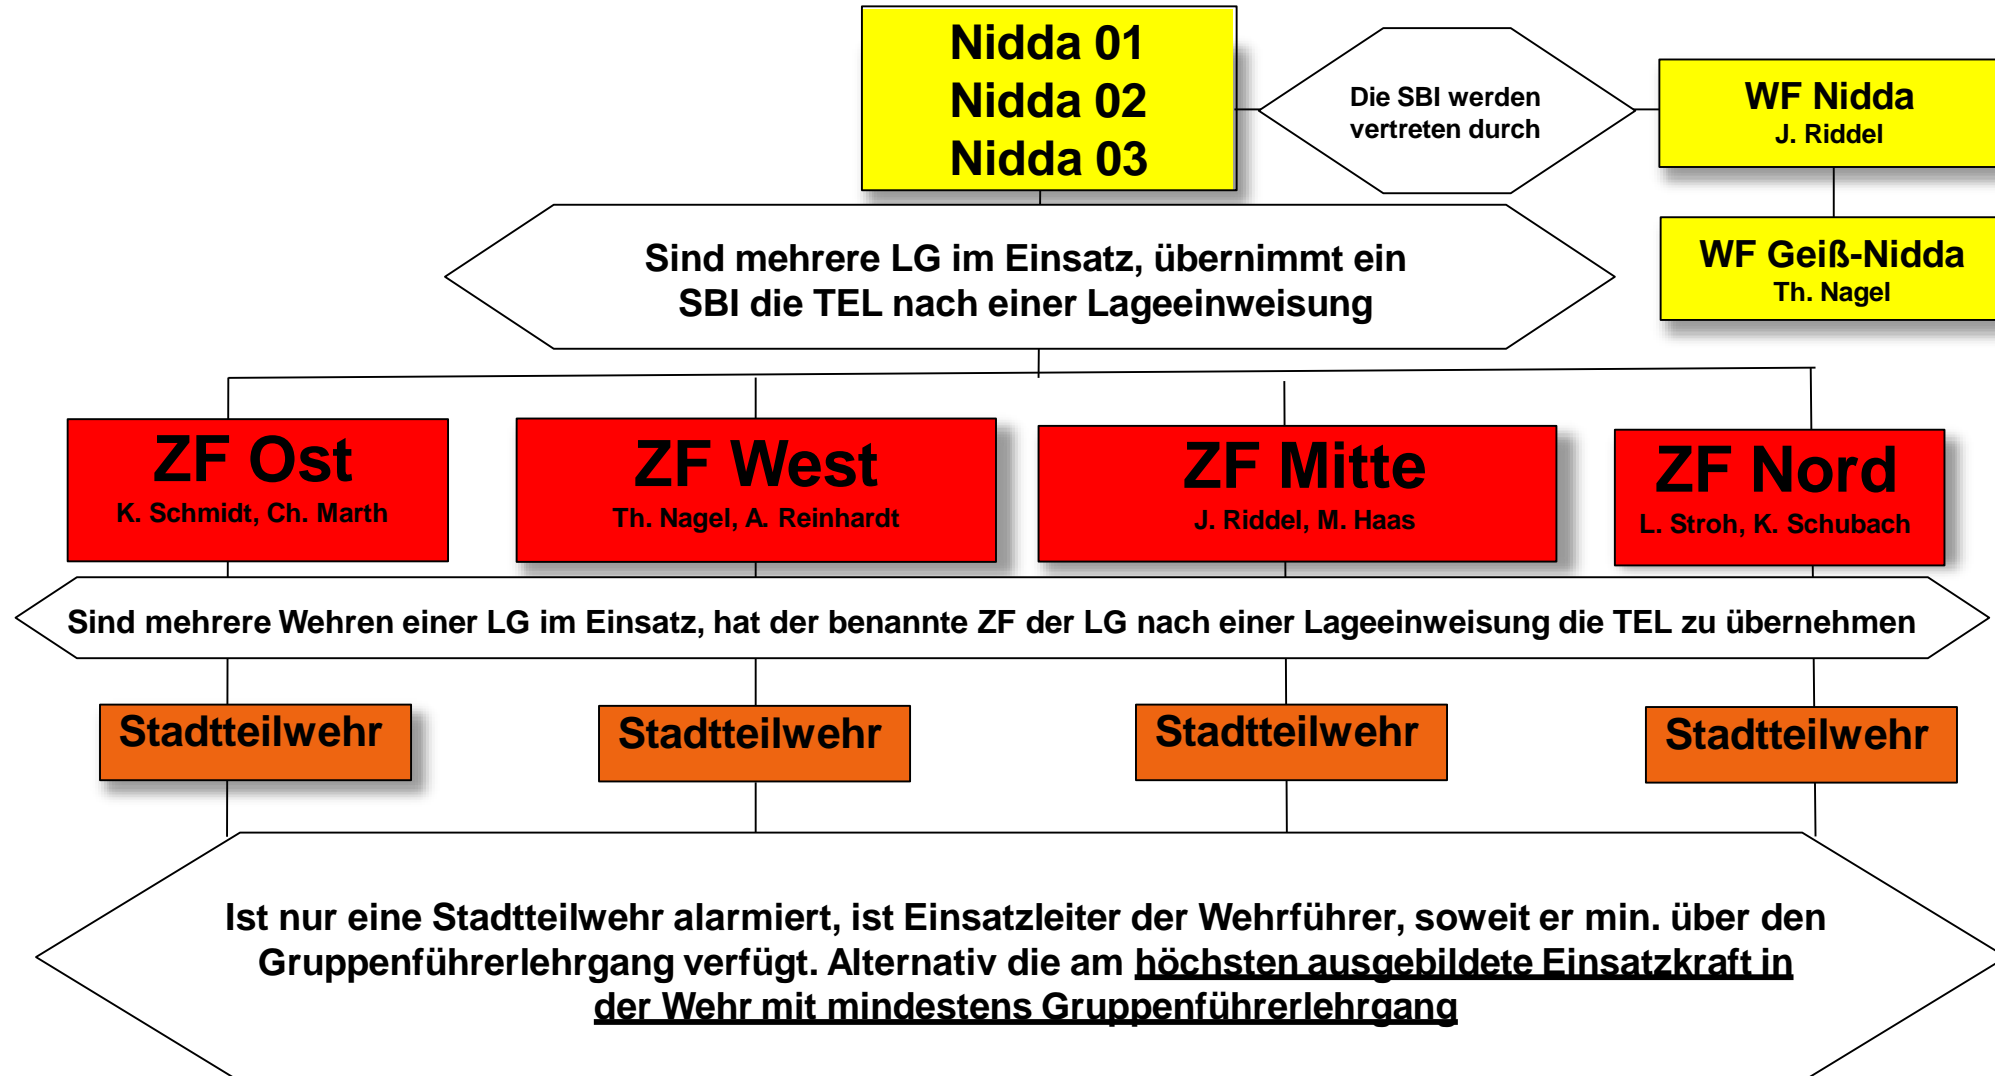 Nidda 01
Nidda 02
Nidda 03
Die SBI werden
vertreten durch
WF Nidda
J. Riddel
WF Geiß-Nidda
Th. Nagel
Sind mehrere LG im Einsatz, übernimmt ein
SBI die TEL nach einer Lageeinweisung
ZF Ost
K. Schmidt, Ch. Marth
ZF West
Th. Nagel, A. Reinhardt
ZF Mitte
J. Riddel, M. Haas
ZF Nord
L. Stroh, K. Schubach
Sind mehrere Wehren einer LG im Einsatz, hat der benannte ZF der LG nach einer Lageeinweisung die TEL zu übernehmen
Stadtteilwehr
Stadtteilwehr
Stadtteilwehr
Stadtteilwehr
Ist nur eine Stadtteilwehr alarmiert, ist Einsatzleiter der Wehrführer, soweit er min. über den
Gruppenführerlehrgang verfügt. Alternativ die am höchsten ausgebildete Einsatzkraft in
der Wehr mit mindestens Gruppenführerlehrgang